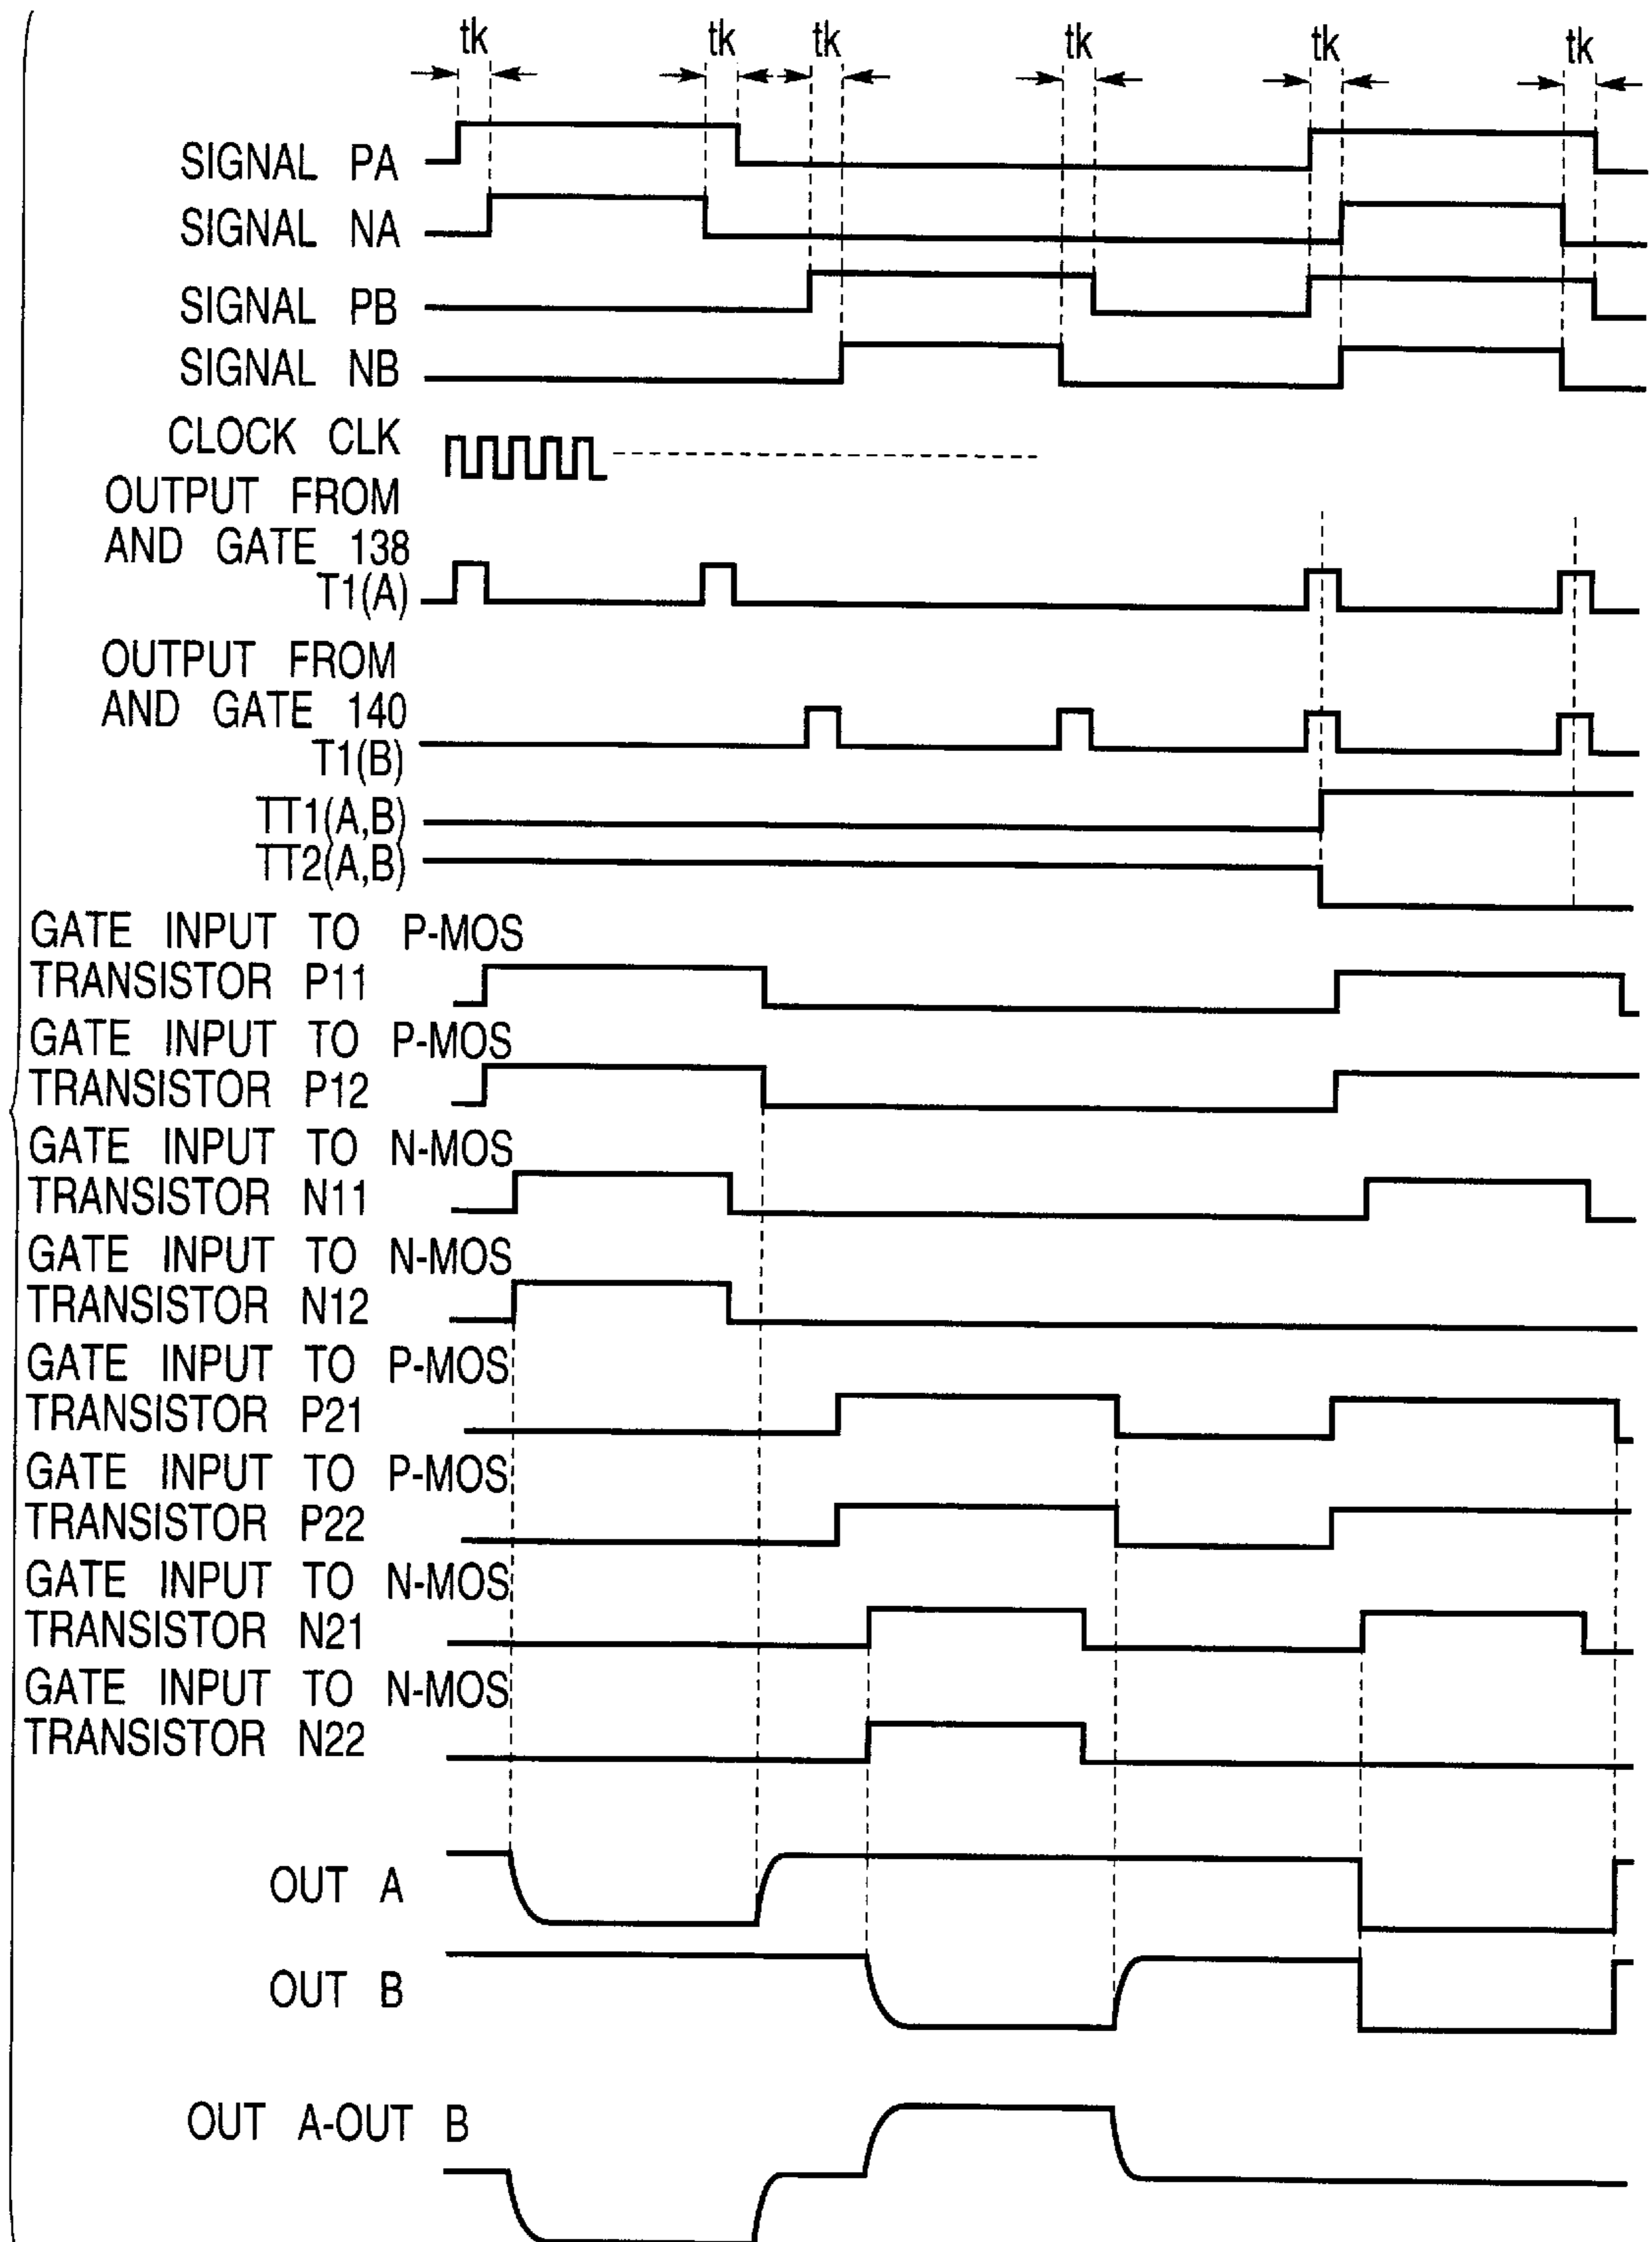 tk tk tk tk tk tk
SIGNAL PA
SIGNAL NA
SIGNAL PB
SIGNAL NB
CLOCK CLK
OUTPUT FROM
AND GATE 138
T1(A)
OUTPUT FROM
AND GATE 140
T1(B)
TT1(A,B)
TT2(A,B)
GATE INPUT TO P-MOS
TRANSISTOR P11
GATE INPUT TO P-MOS
TRANSISTOR P12
GATE INPUT TO N-MOS
TRANSISTOR N11
GATE INPUT TO N-MOS
TRANSISTOR N12
GATE INPUT TO P-MOS
TRANSISTOR P21
GATE INPUT TO P-MOS
TRANSISTOR P22
GATE INPUT TO N-MOS
TRANSISTOR N21
GATE INPUT TO N-MOS
TRANSISTOR N22
OUT A
OUT B
OUT A-OUT B